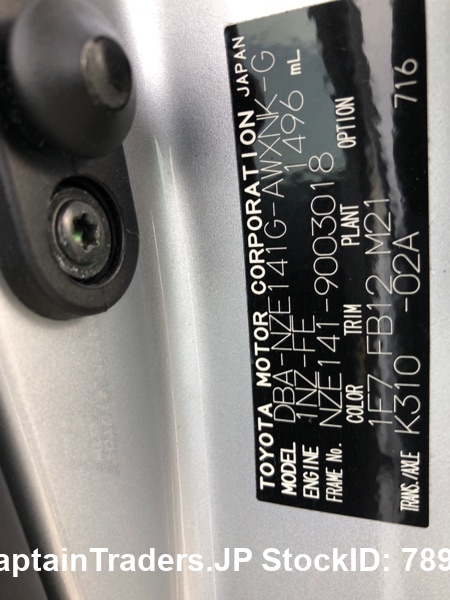 TOYOTA MOTOR CORPORATION JAPAN
MODEL DBA-NZE141G-AWXNK-G
ENGINE 1NZ-FE 1496 mL
FRAME No. NZE141-9003018
COLOR TRIM PLANT OPTION
1F7 FB12 M21 716
TRANS./AXLE K310 -02A
aptainTraders.JP StockID: 789